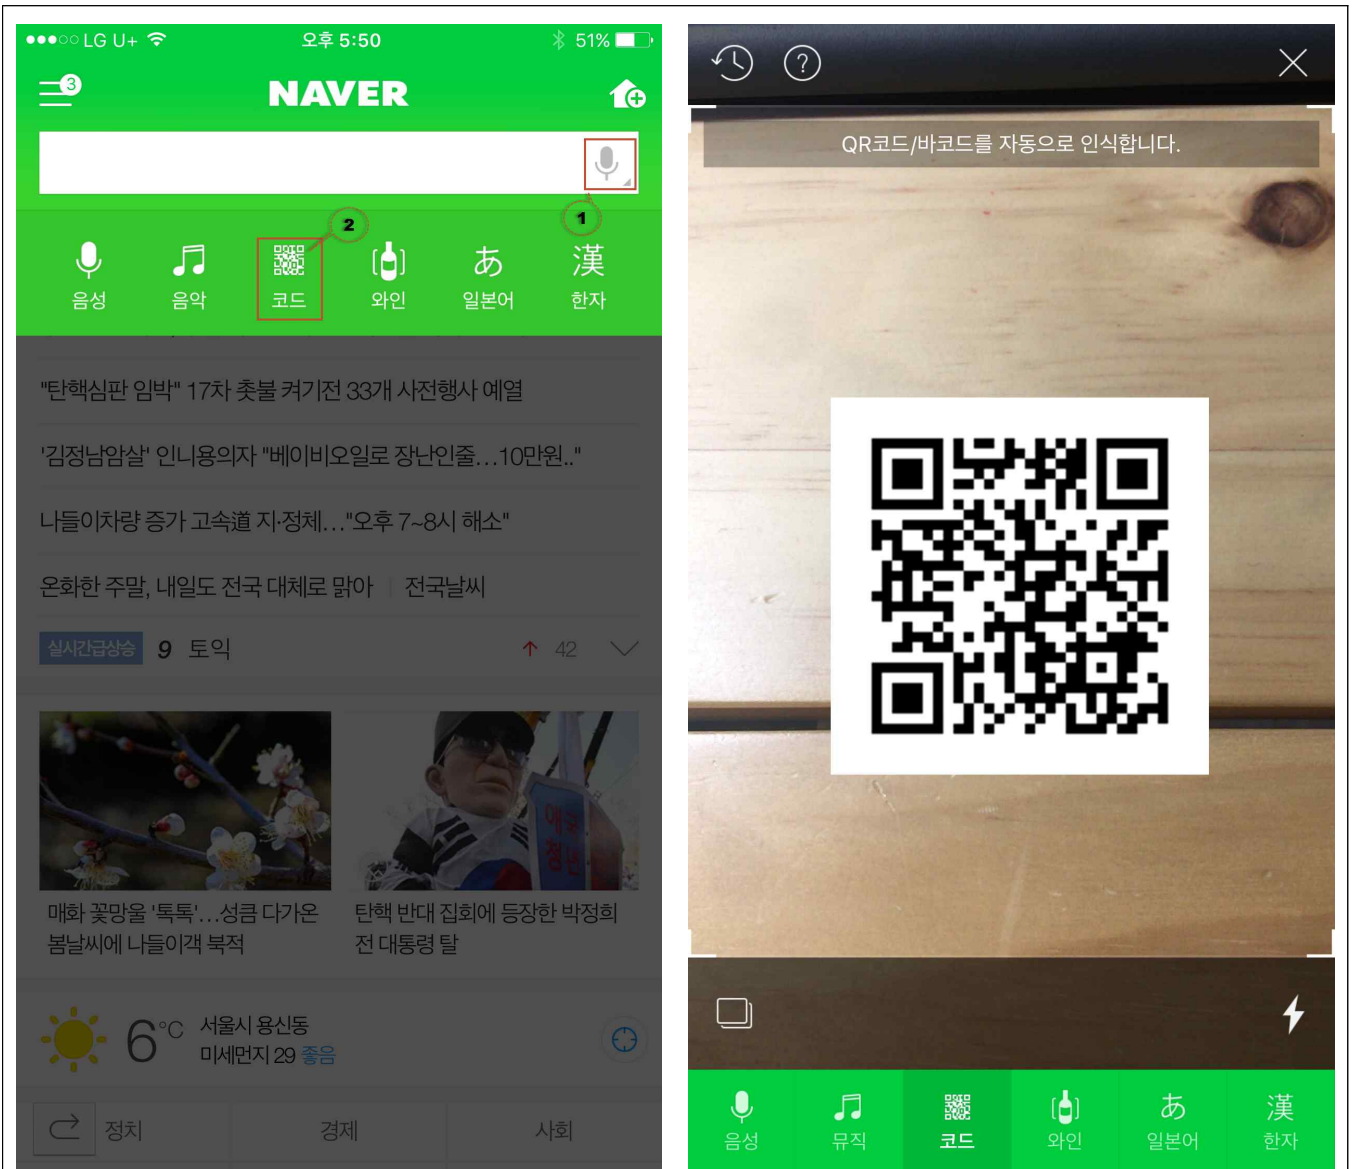 LG U+ 오후 5:50 51%
3
NAVER
1
2
음성 음악 코드 와인 あ 일본어 漢 한자
"탄핵심판 임박" 17차 촛불 켜기전 33개 사전행사 예열
'김정남암살' 인니용의자 "베이비오일로 장난인줄…10만원.."
나들이차량 증가 고속道 지·정체…"오후 7~8시 해소"
온화한 주말, 내일도 전국 대체로 맑아 | 전국날씨
실시간급상승 9 토익 42
매화 꽃망울 '톡톡'…성큼 다가온
봄날씨에 나들이객 북적
애국
청년
탄핵 반대 집회에 등장한 박정희
전 대통령 탈
6°C 서울시 용신동
미세먼지 29 좋음
정치 경제 사회
?
QR코드/바코드를 자동으로 인식합니다.
음성 뮤직 코드 와인 あ 일본어 漢 한자